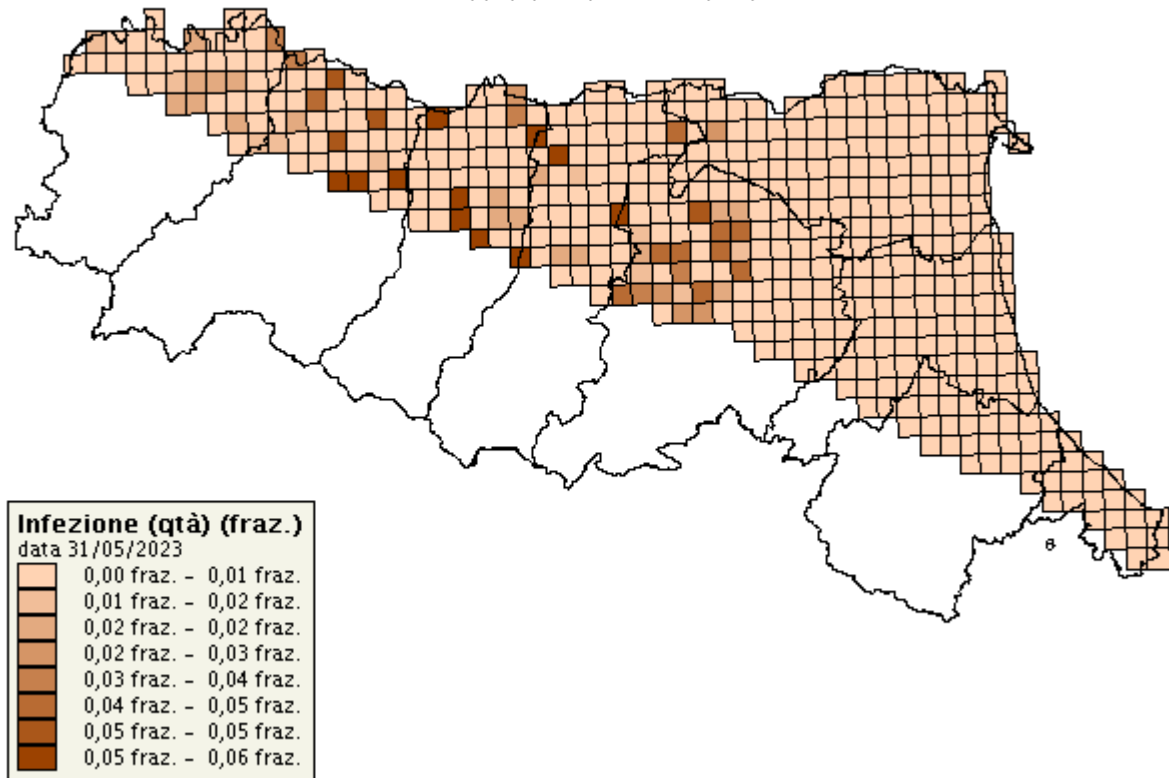 Infezione (qtà) (fraz.)
data 31/05/2023
0,00 fraz. - 0,01 fraz.
0,01 fraz. - 0,02 fraz.
0,02 fraz. - 0,02 fraz.
0,02 fraz. - 0,03 fraz.
0,03 fraz. - 0,04 fraz.
0,04 fraz. - 0,05 fraz.
0,05 fraz. - 0,05 fraz.
0,05 fraz. - 0,06 fraz.